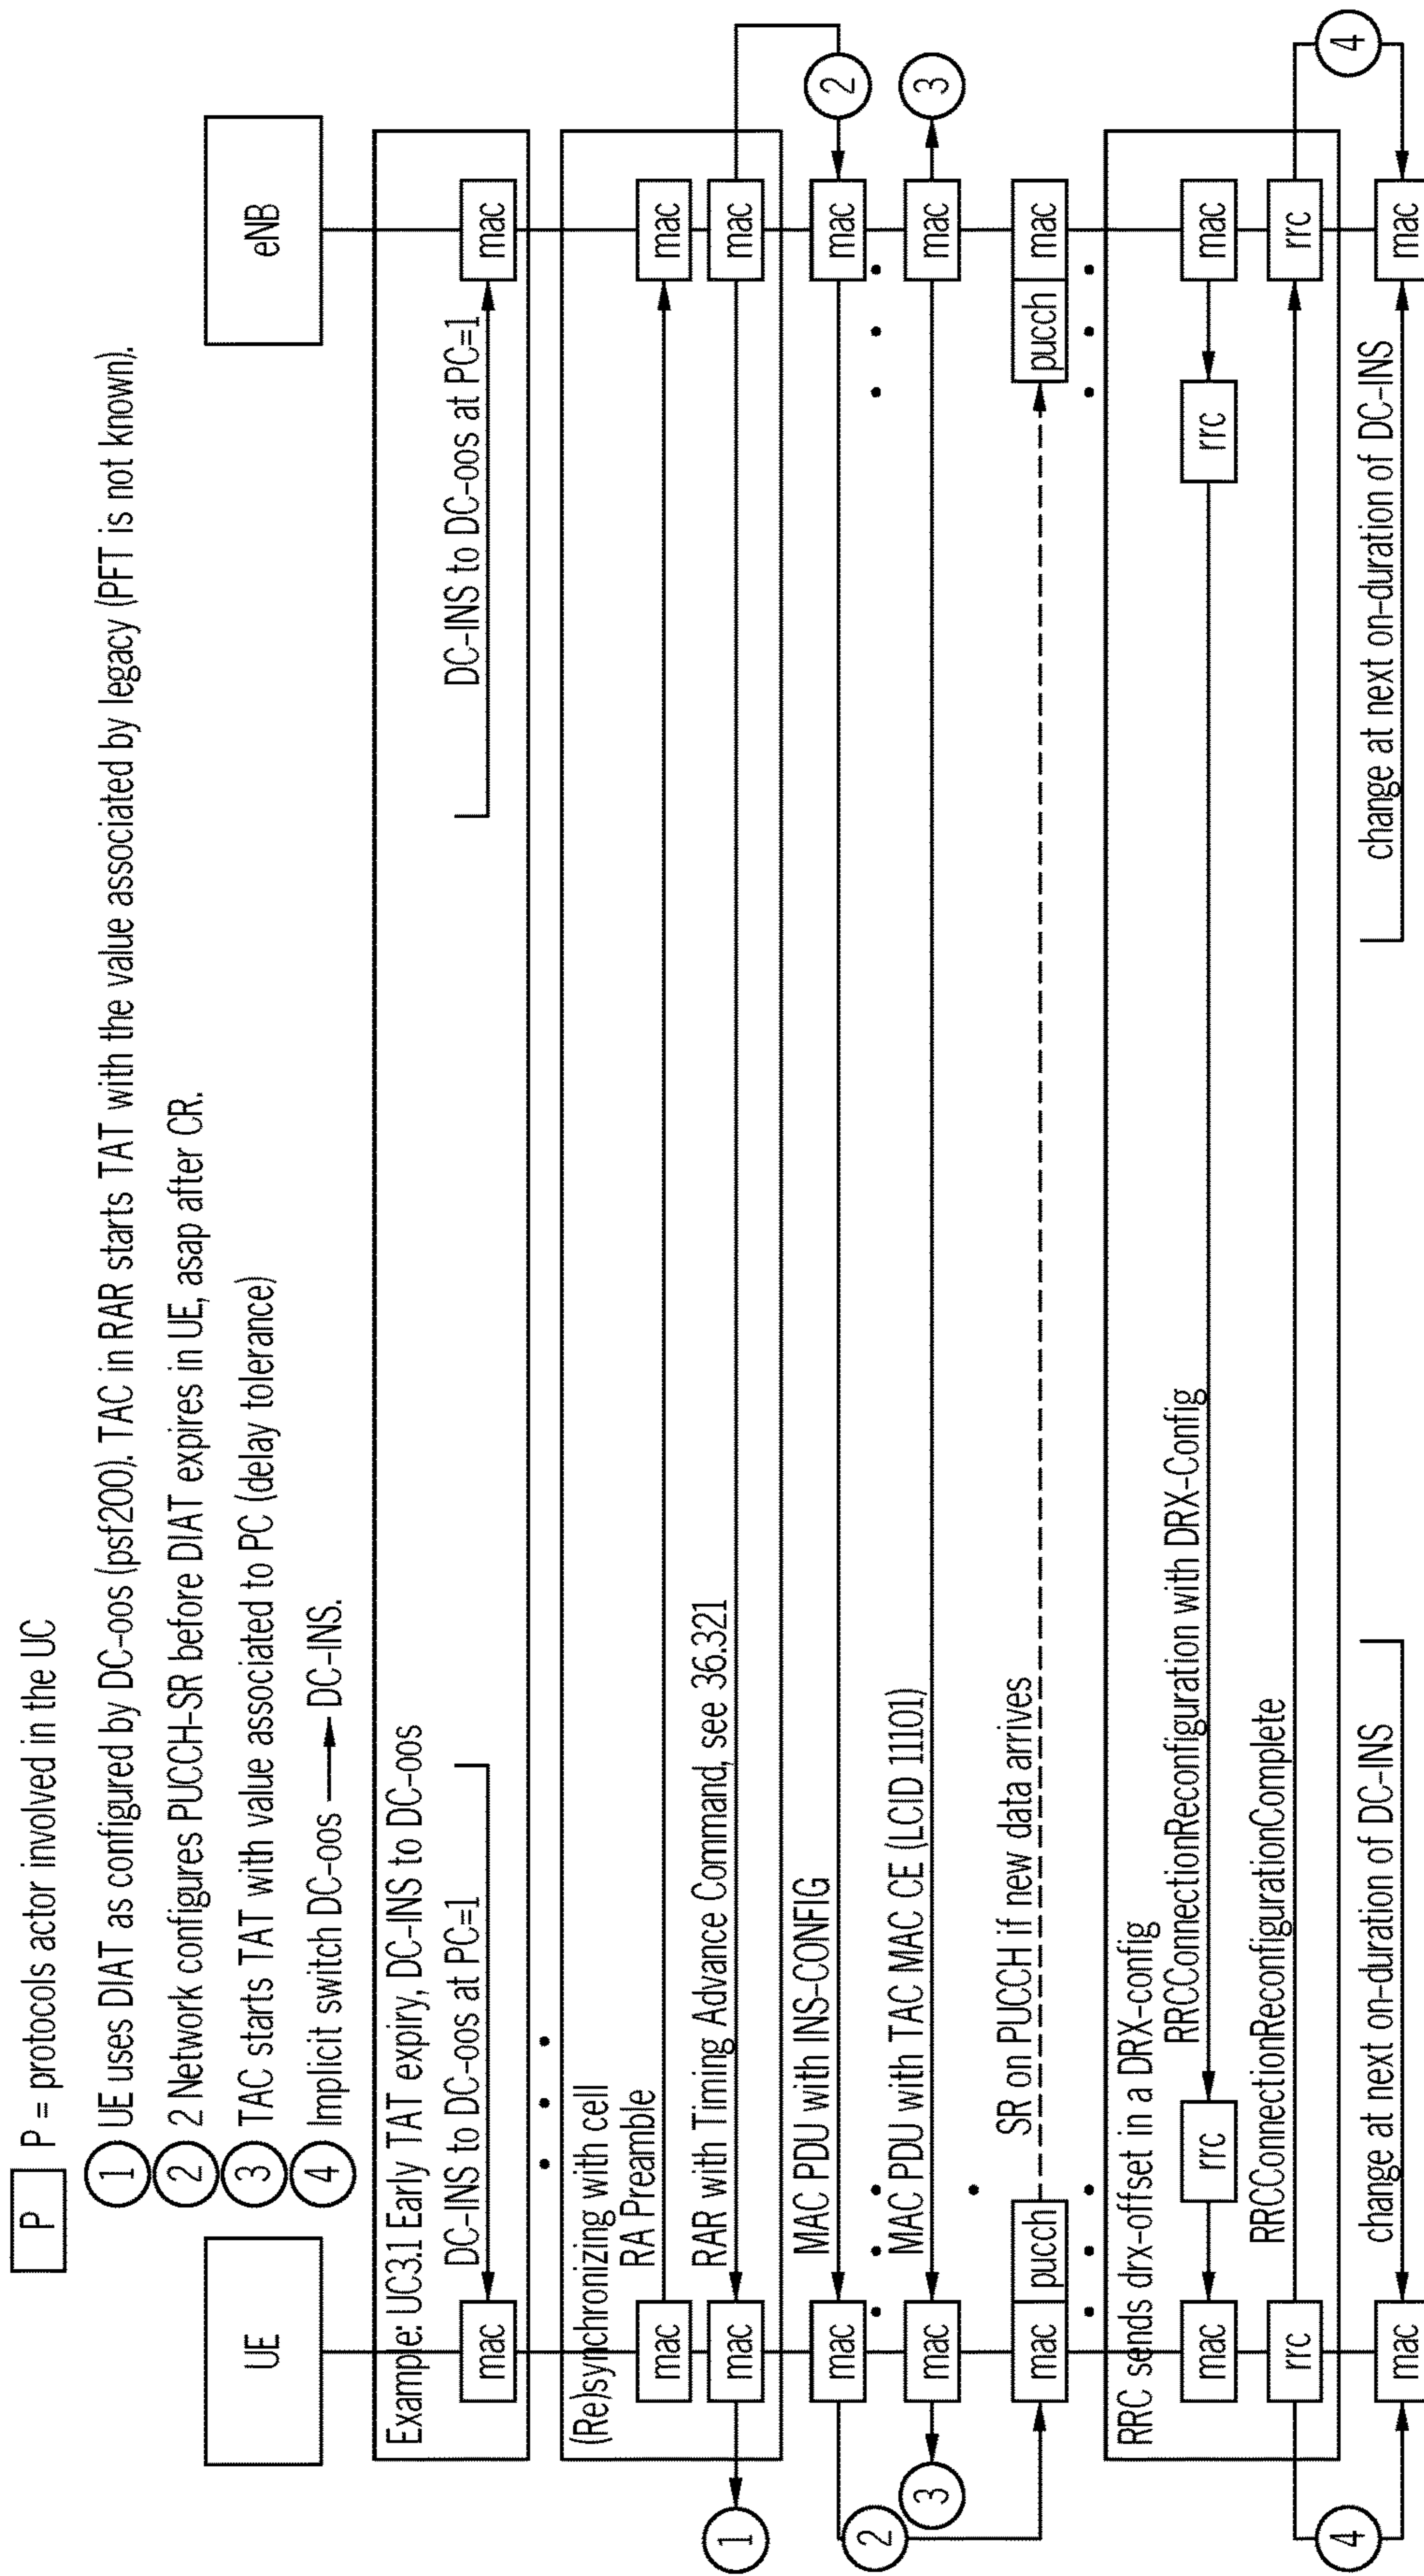 P P = protocols actor involved in the UC
1 UE uses DIAT as configured by DC-oos (psf200). TAC in RAR starts TAT with the value associated by legacy (PFT is not known).
2 2 Network configures PUCCH-SR before DIAT expires in UE, asap after CR.
3 TAC starts TAT with value associated to PC (delay tolerance)
4 Implicit switch DC-oos → DC-INS.
UE
eNB
Example: UC3.1 Early TAT expiry, DC-INS to DC-oos
DC-INS to DC-oos at PC=1
DC-INS to DC-oos at PC=1
mac
mac
(Re)synchronizing with cell
RA Preamble
mac
mac
RAR with Timing Advance Command, see 36.321
mac
mac
1
MAC PDU with INS-CONFIG
mac
mac
2
2
MAC PDU with TAC MAC CE (LCID 11101)
3
mac
mac
3
SR on PUCCH if new data arrives
mac
pucch
pucch
mac
RRC sends drx-offset in a DRX-config
RRCConnectionReconfiguration with DRX-Config
mac
rrc
rrc
mac
RRCConnectionReconfigurationComplete
rrc
rrc
4
4
change at next on-duration of DC-INS
change at next on-duration of DC-INS
mac
mac